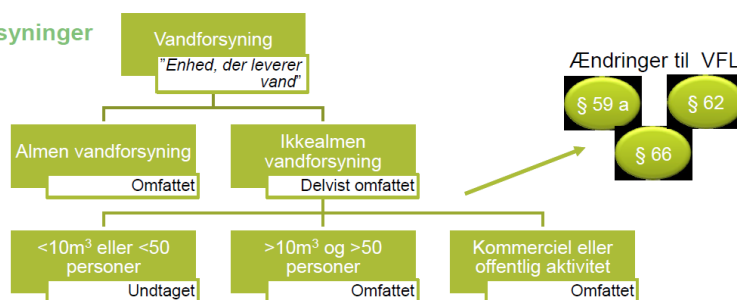 syninger
Vandforsyning
"Enhed, der leverer
vand"
Ændringer til VFL
§ 59 a
§ 62
§ 66
Almen vandforsyning
Omfattet
Ikkealmen
vandforsyning
Delvist omfattet
<10m³ eller <50
personer
Undtaget
>10m³ og >50
personer
Omfattet
Kommerciel eller
offentlig aktivitet
Omfattet